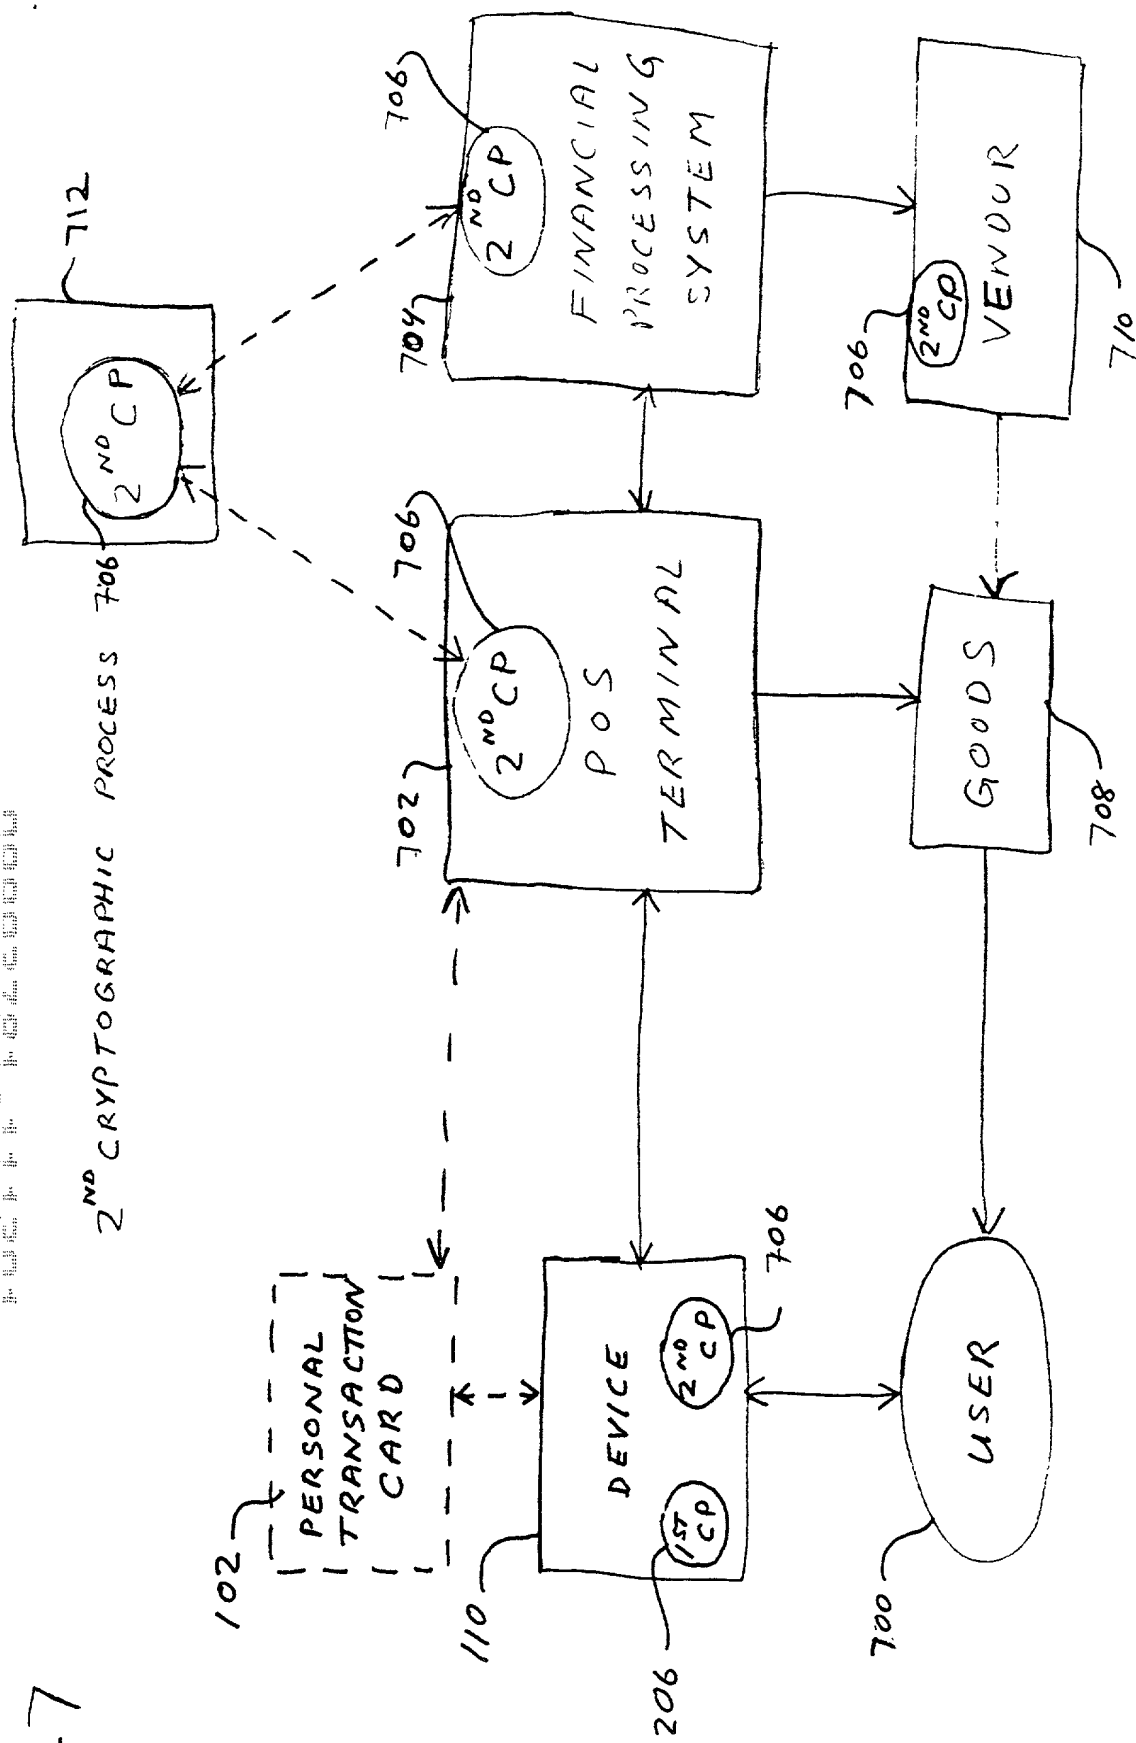 -7
712
2ND CP
2ND CRYPTOGRAPHIC PROCESS 706
102
PERSONAL
TRANSACTION
CARD
702
706
704
706
2ND CP
POS
TERMINAL
2ND CP
FINANCIAL
PROCESSING
SYSTEM
110
DEVICE
206
1ST
CP
2ND
CP
706
706
2ND
CP
VENDOR
710
GOODS
708
700
USER